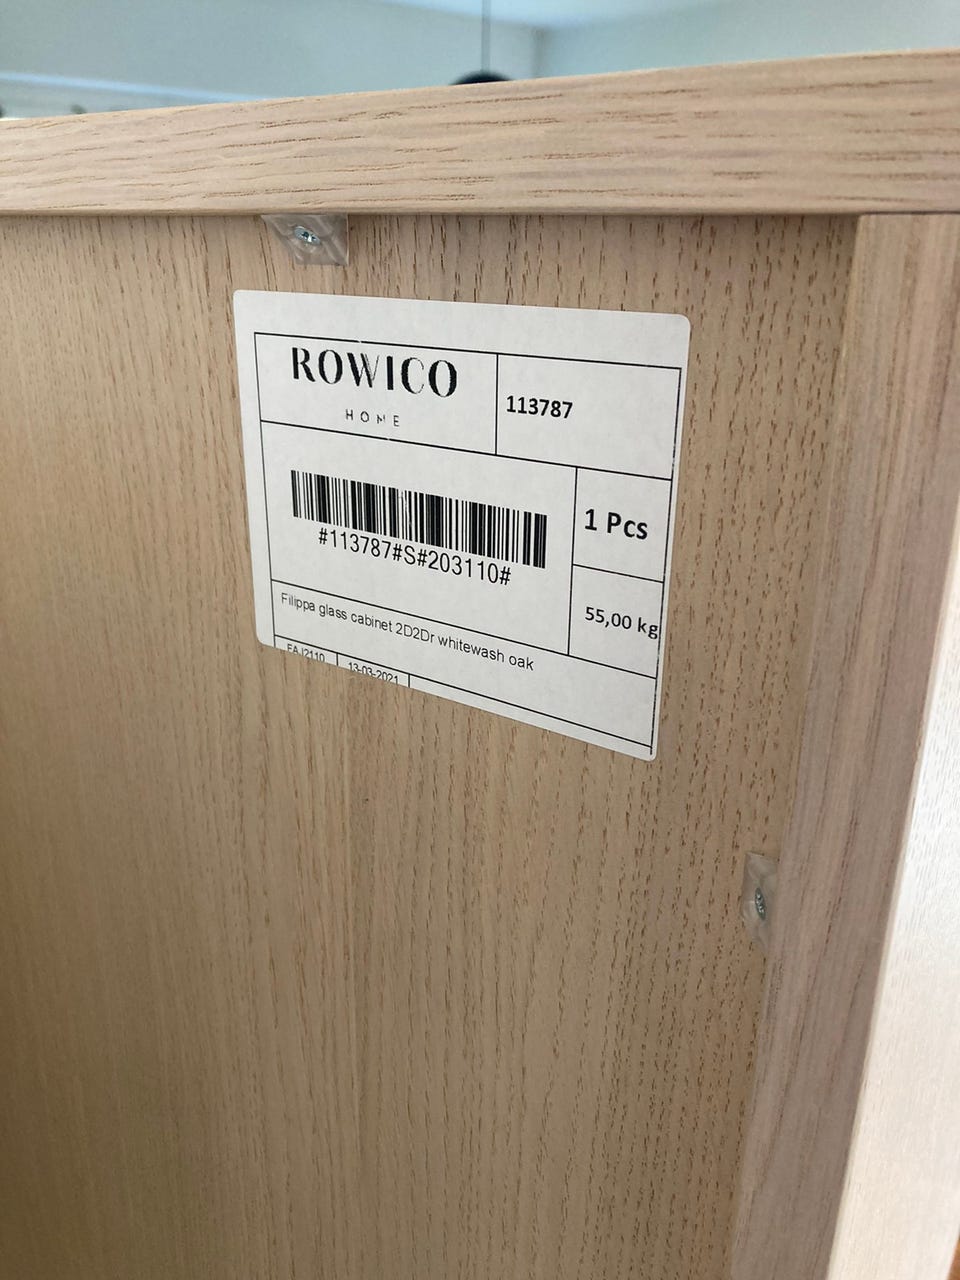 ROWICO
HOME
113787
#113787#S#203110#
1 Pcs
55,00 kg
Filippa glass cabinet 2D2Dr whitewash oak
13-03-2021